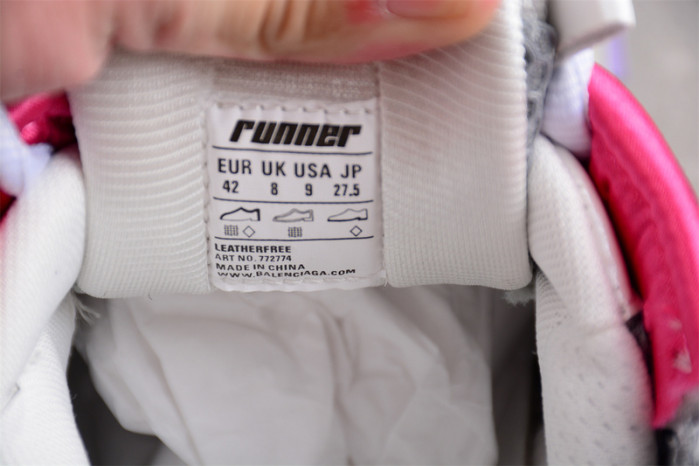 runner
EUR UK USA JP
42 8 9 27.5
LEATHERFREE
ART NO. 772774
MADE IN CHINA
WWW.BALENCIAGA.COM